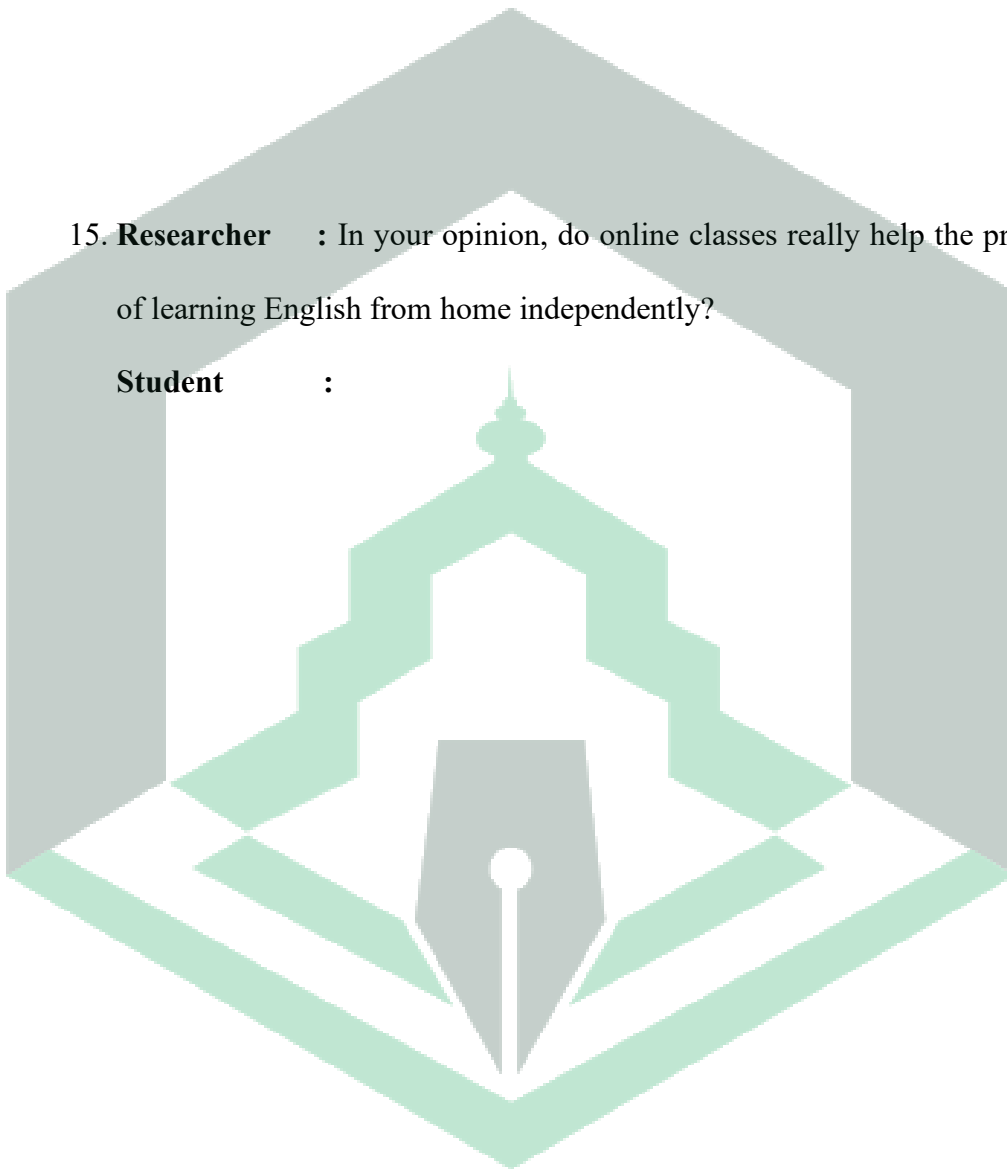 15. Researcher : In your opinion, do online classes really help the
of learning English from home independently?
Student :